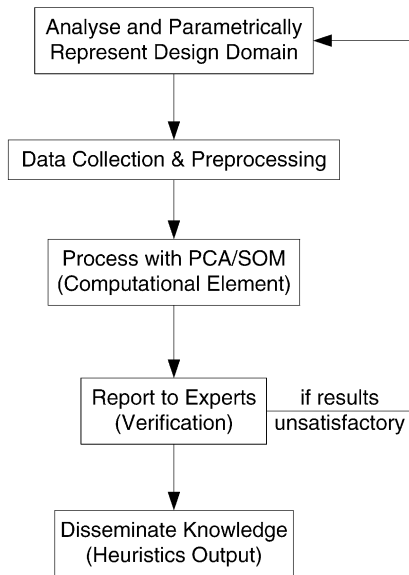 Analyse and Parametrically
Represent Design Domain
Data Collection & Preprocessing
Process with PCA/SOM
(Computational Element)
Report to Experts
(Verification)
if results
unsatisfactory
Disseminate Knowledge
(Heuristics Output)